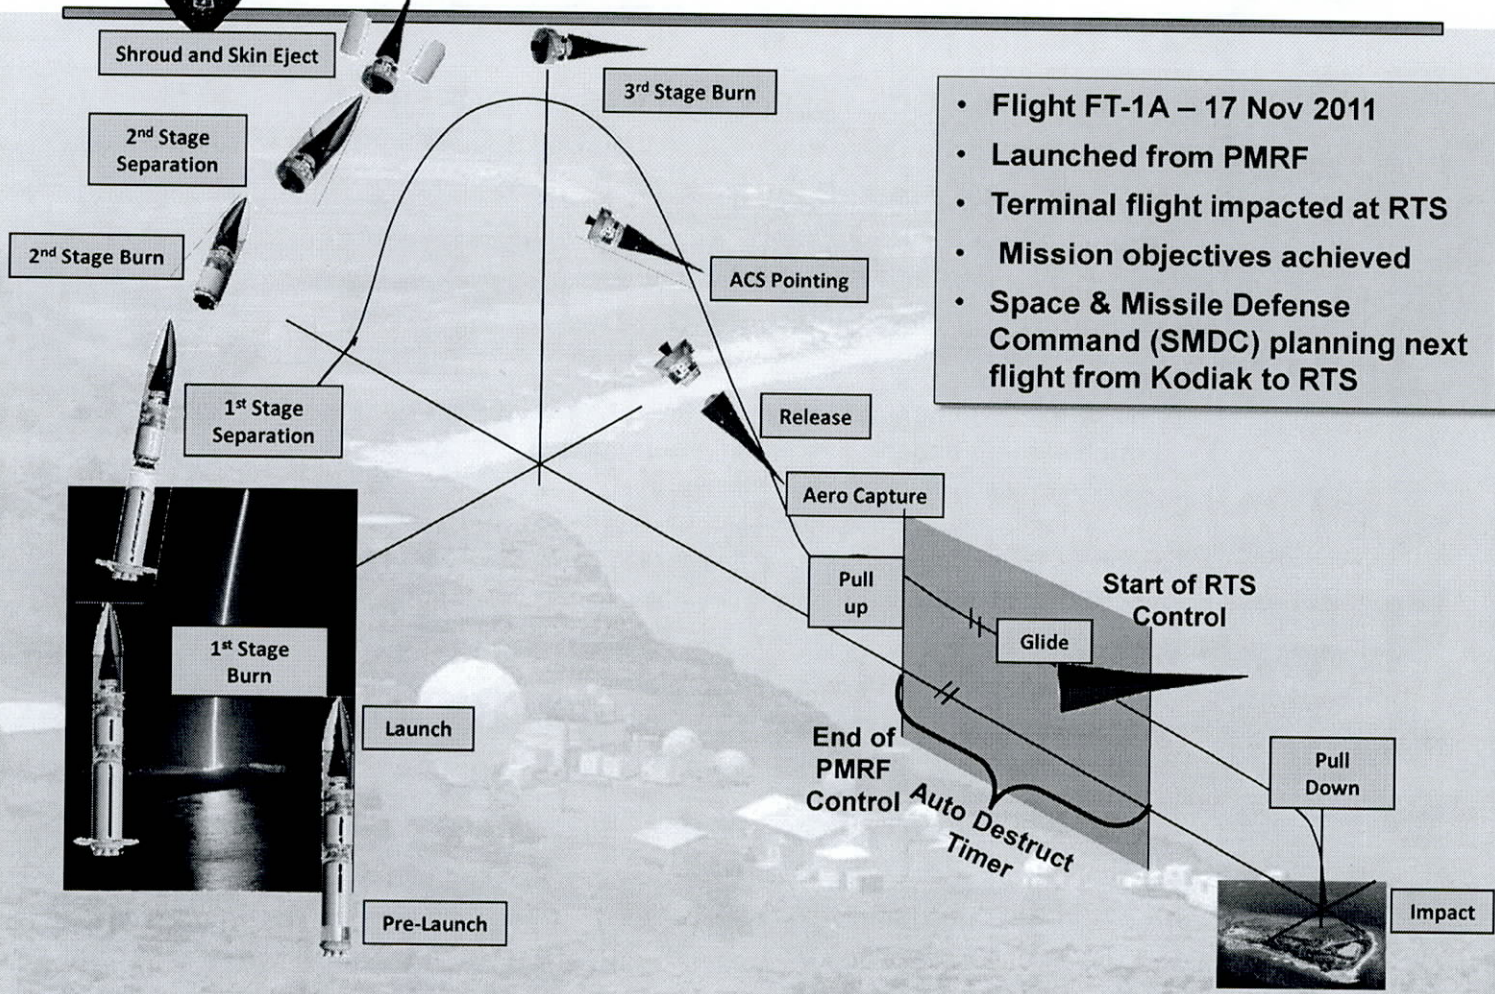 Shroud and Skin Eject
3rd Stage Burn
2nd Stage
Separation
2nd Stage Burn
ACS Pointing
1st Stage
Separation
Release
Aero Capture
Pull
up
Glide
Start of RTS
Control
1st Stage
Burn
Launch
End of
PMRF
Control
Auto Destruct
Timer
Pull
Down
Pre-Launch
Impact
• Flight FT-1A – 17 Nov 2011
• Launched from PMRF
• Terminal flight impacted at RTS
• Mission objectives achieved
• Space & Missile Defense
Command (SMDC) planning next
flight from Kodiak to RTS